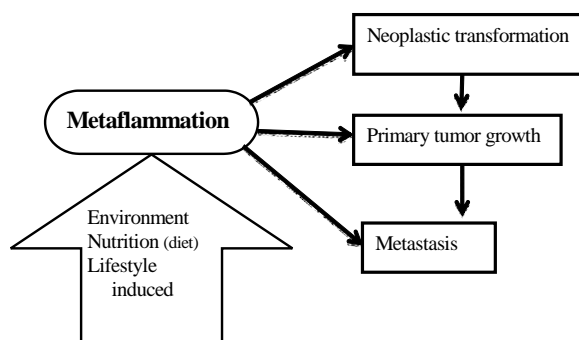 Neoplastic transformation
Metaflammation
Primary tumor growth
Environment
Nutrition (diet)
Lifestyle
induced
Metastasis